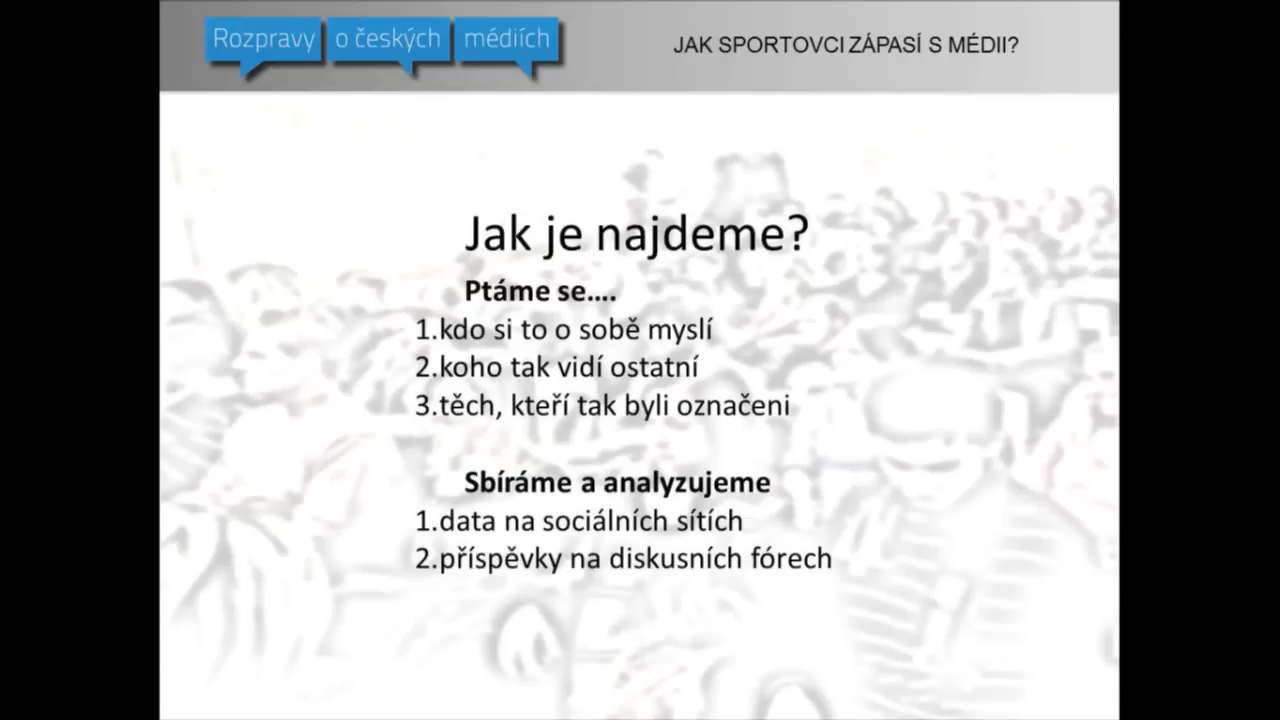 Rozpravy o českých médiích
JAK SPORTOVCI ZÁPASÍ S MÉDII?
Jak je najdeme?
Ptáme se....
1.kdo si to o sobě myslí
2.koho tak vidí ostatní
3.těch, kteří tak byli označeni
Sbíráme a analyzujeme
1.data na sociálních sítích
2.příspěvky na diskusních fórech